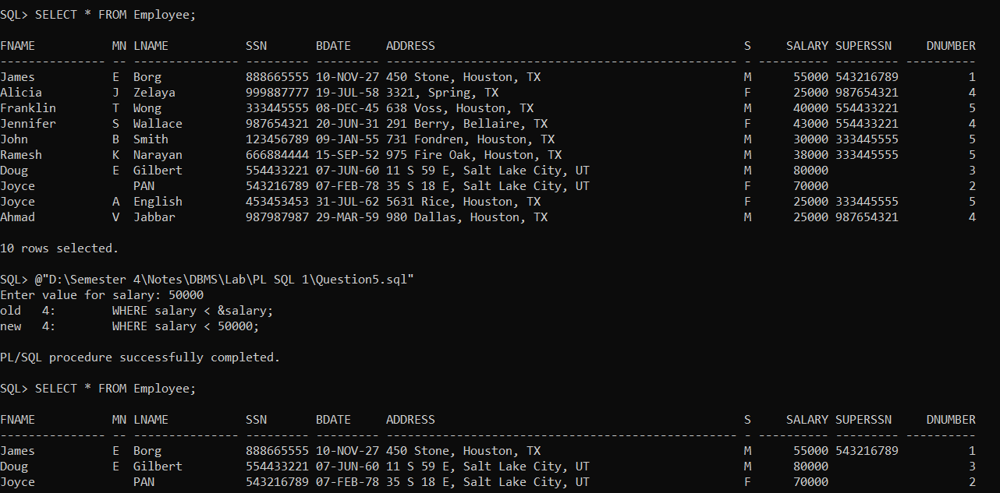 SQL> SELECT * FROM Employee;
FNAME           MN LNAME           SSN       BDATE     ADDRESS                                            S     SALARY SUPERSSN     DNUMBER
--------------- -- --------------- --------- --------- -------------------------------------------------- - ---------- --------- ----------
James           E  Borg            888665555 10-NOV-27 450 Stone, Houston, TX                             M      55000 543216789          1
Alicia          J  Zelaya          999887777 19-JUL-58 3321, Spring, TX                                   F      25000 987654321          4
Franklin        T  Wong            333445555 08-DEC-45 638 Voss, Houston, TX                              M      40000 554433221          5
Jennifer        S  Wallace         987654321 20-JUN-31 291 Berry, Bellaire, TX                            F      43000 554433221          4
John            B  Smith           123456789 09-JAN-55 731 Fondren, Houston, TX                           M      30000 333445555          5
Ramesh          K  Narayan         666884444 15-SEP-52 975 Fire Oak, Houston, TX                          M      38000 333445555          5
Doug            E  Gilbert         554433221 07-JUN-60 11 S 59 E, Salt Lake City, UT                      M      80000                    3
Joyce              PAN             543216789 07-FEB-78 35 S 18 E, Salt Lake City, UT                      F      70000                    2
Joyce           A  English         453453453 31-JUL-62 5631 Rice, Houston, TX                             F      25000 333445555          5
Ahmad           V  Jabbar          987987987 29-MAR-59 980 Dallas, Houston, TX                            M      25000 987654321          4
10 rows selected.
SQL> @"D:\Semester 4\Notes\DBMS\Lab\PL SQL 1\Question5.sql"
Enter value for salary: 50000
old   4:        WHERE salary < &salary;
new   4:        WHERE salary < 50000;
PL/SQL procedure successfully completed.
SQL> SELECT * FROM Employee;
FNAME           MN LNAME           SSN       BDATE     ADDRESS                                            S     SALARY SUPERSSN     DNUMBER
--------------- -- --------------- --------- --------- -------------------------------------------------- - ---------- --------- ----------
James           E  Borg            888665555 10-NOV-27 450 Stone, Houston, TX                             M      55000 543216789          1
Doug            E  Gilbert         554433221 07-JUN-60 11 S 59 E, Salt Lake City, UT                      M      80000                    3
Joyce              PAN             543216789 07-FEB-78 35 S 18 E, Salt Lake City, UT                      F      70000                    2